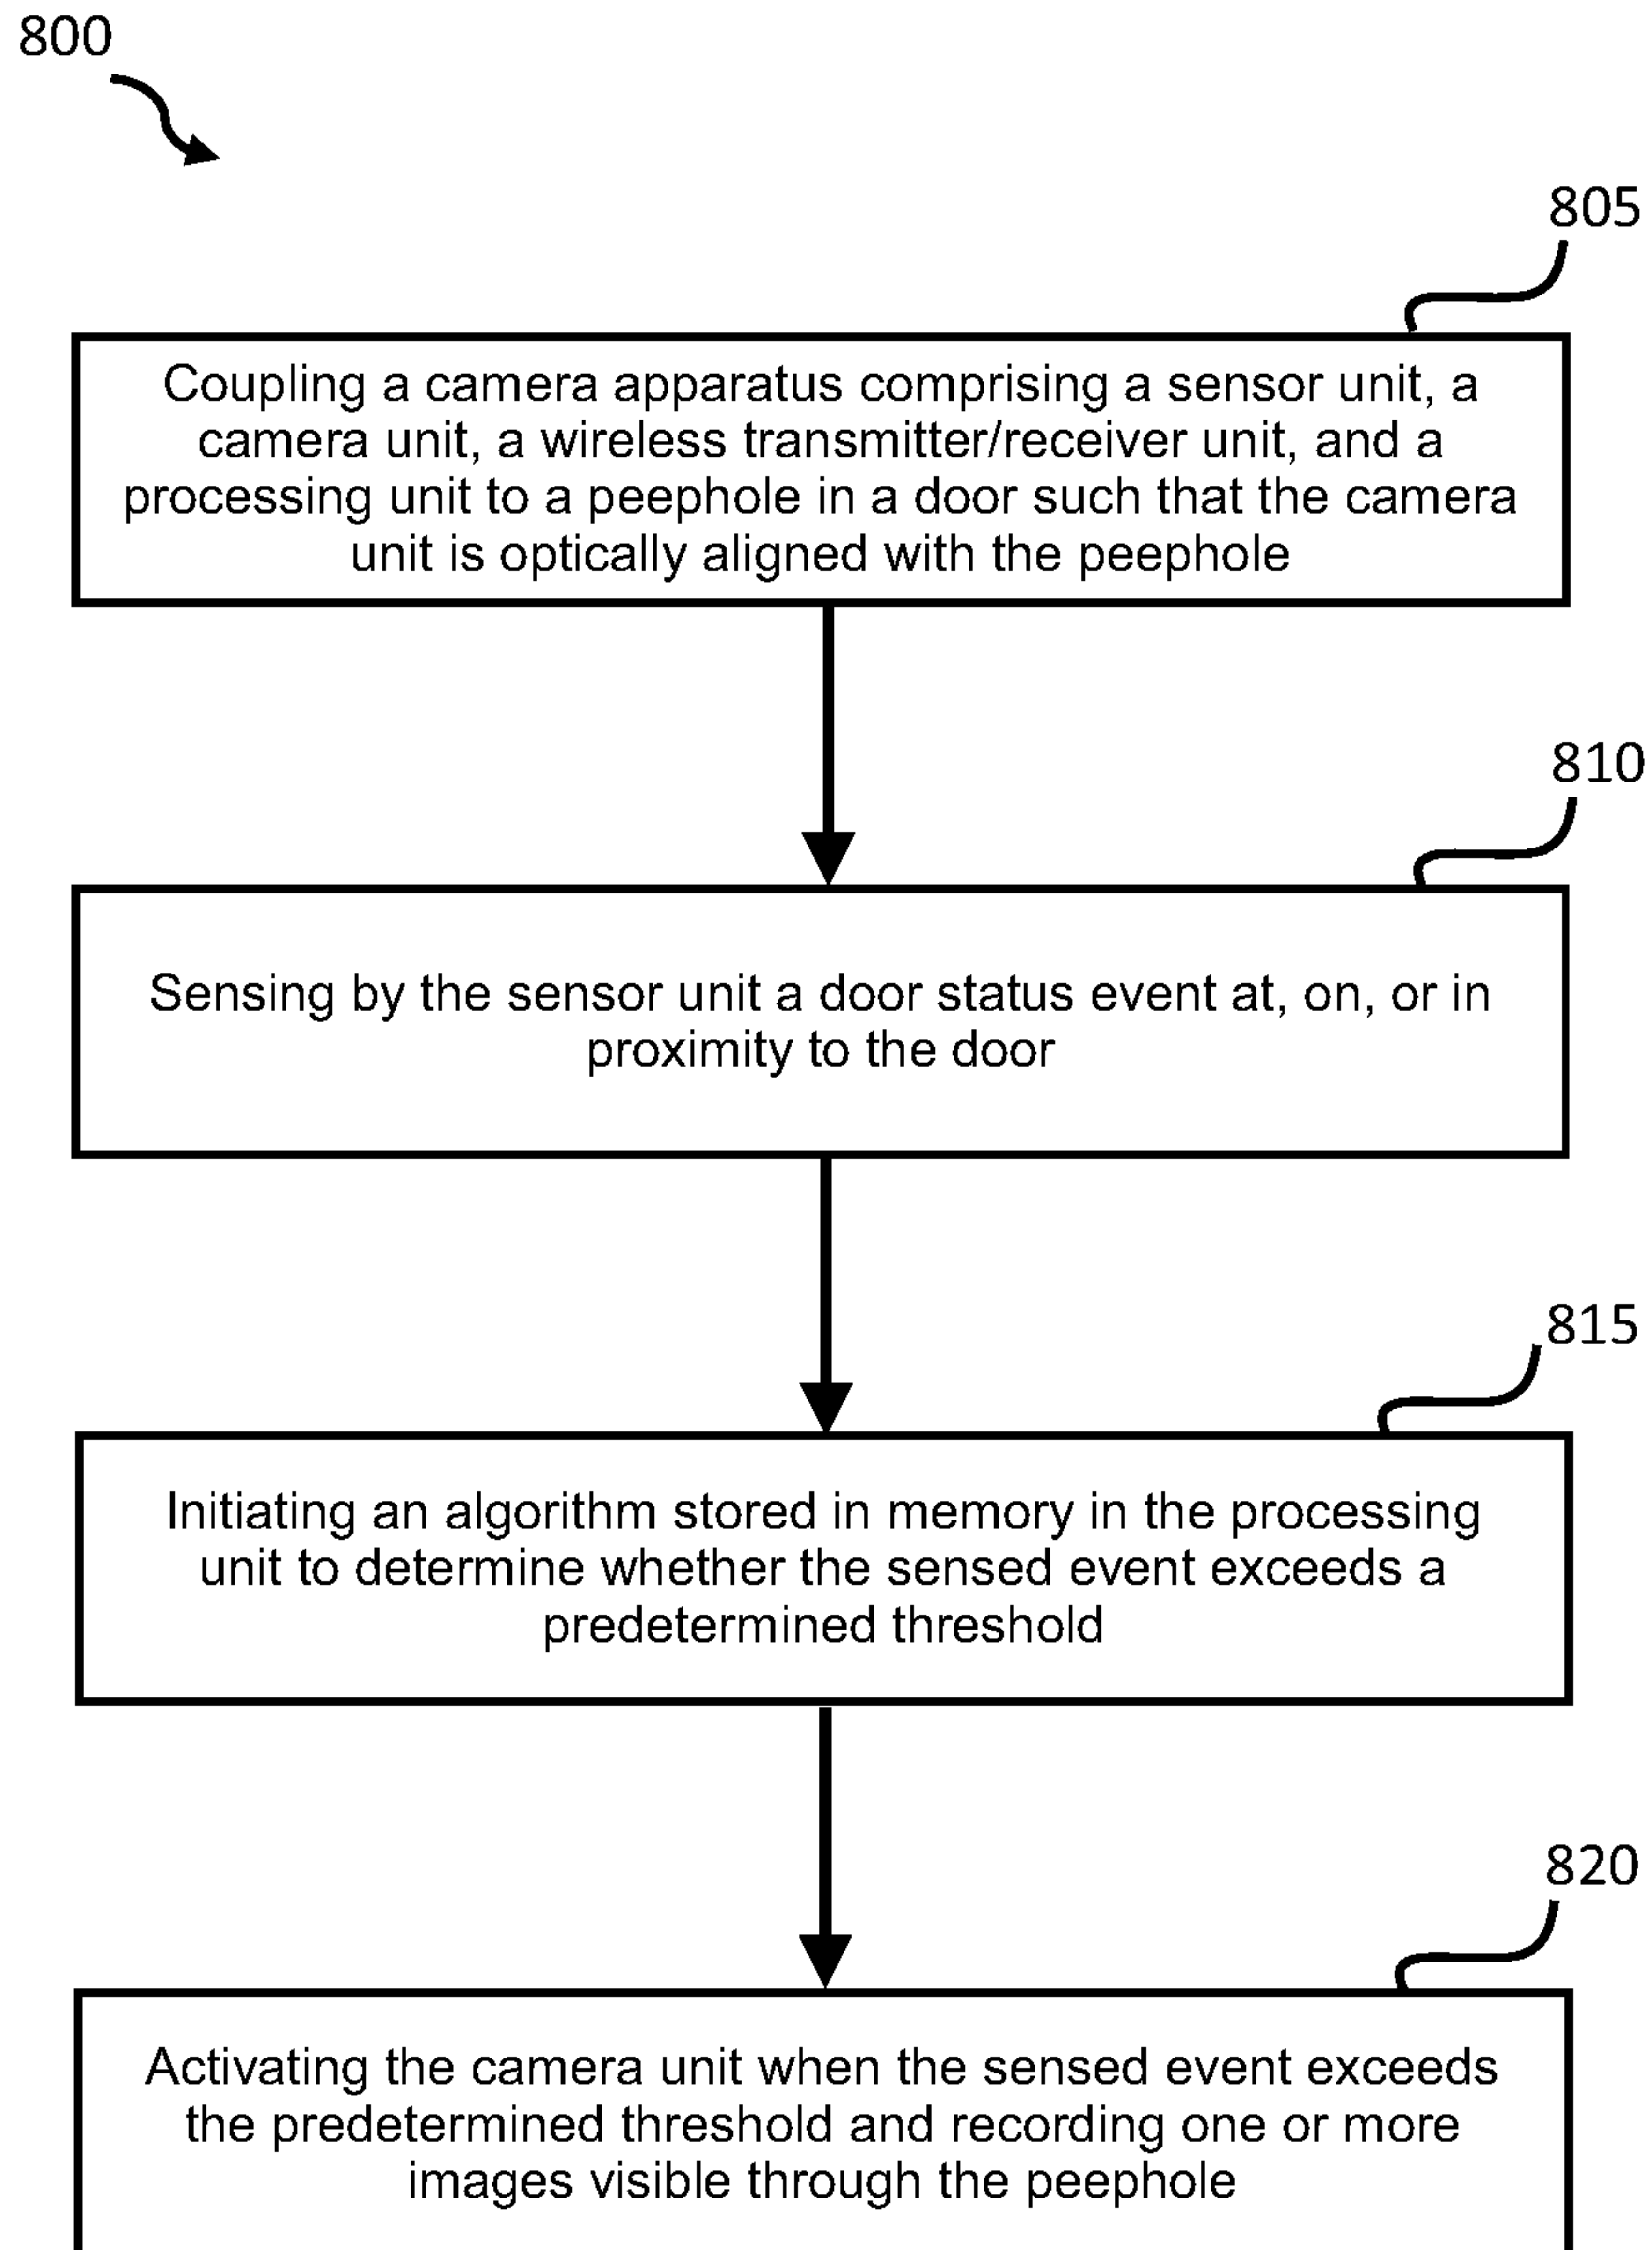 800
805
Coupling a camera apparatus comprising a sensor unit, a
camera unit, a wireless transmitter/receiver unit, and a
processing unit to a peephole in a door such that the camera
unit is optically aligned with the peephole
810
Sensing by the sensor unit a door status event at, on, or in
proximity to the door
815
Initiating an algorithm stored in memory in the processing
unit to determine whether the sensed event exceeds a
predetermined threshold
820
Activating the camera unit when the sensed event exceeds
the predetermined threshold and recording one or more
images visible through the peephole